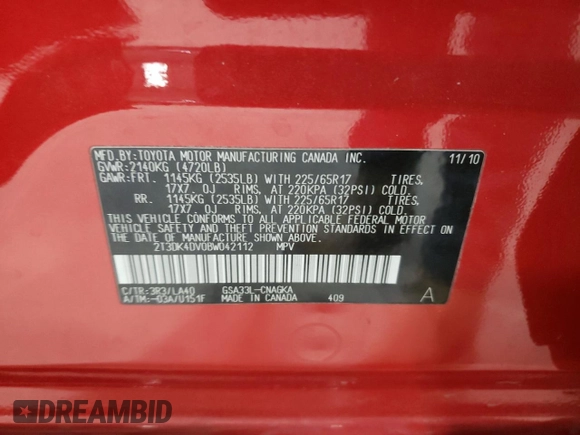 MFD.BY:TOYOTA MOTOR MANUFACTURING CANADA INC. 11/10
GVWR:2140KG (4720LB)
GAWR:FRT. 1145KG (2535LB) WITH 225/65R17 TIRES,
17X7.0J RIMS, AT 220KPA (32PSI) COLD.
RR. 1145KG (2535LB) WITH 225/65R17 TIRES,
17X7.0J RIMS, AT 220KPA (32PSI) COLD.
THIS VEHICLE CONFORMS TO ALL APPLICABLE FEDERAL MOTOR
VEHICLE SAFETY AND THEFT PREVENTION STANDARDS IN EFFECT ON
THE DATE OF MANUFACTURE SHOWN ABOVE.
2T3DK4DV0BW042112 MPV
C/TR:3R3/LA40 GSA33L-CNAGKA
A/TM:-03A/U151F MADE IN CANADA 409 A
DREAMBID